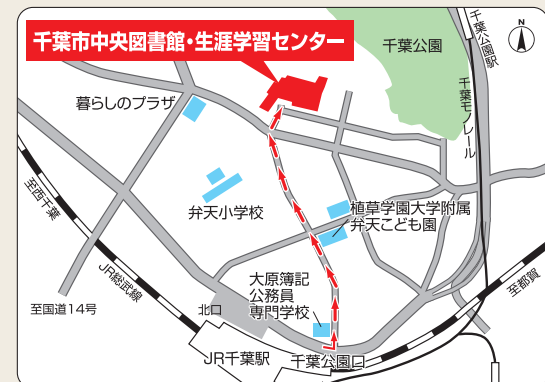 千葉市中央図書館・生涯学習センター
千葉公園
千葉公園駅
N
千葉モノレール
暮らしのプラザ
弁天小学校
植草学園大学附属
弁天こども園
至西千葉
JR総武線
至国道14号
北口
大原簿記
公務員
専門学校
至都賀
JR千葉駅
千葉公園口